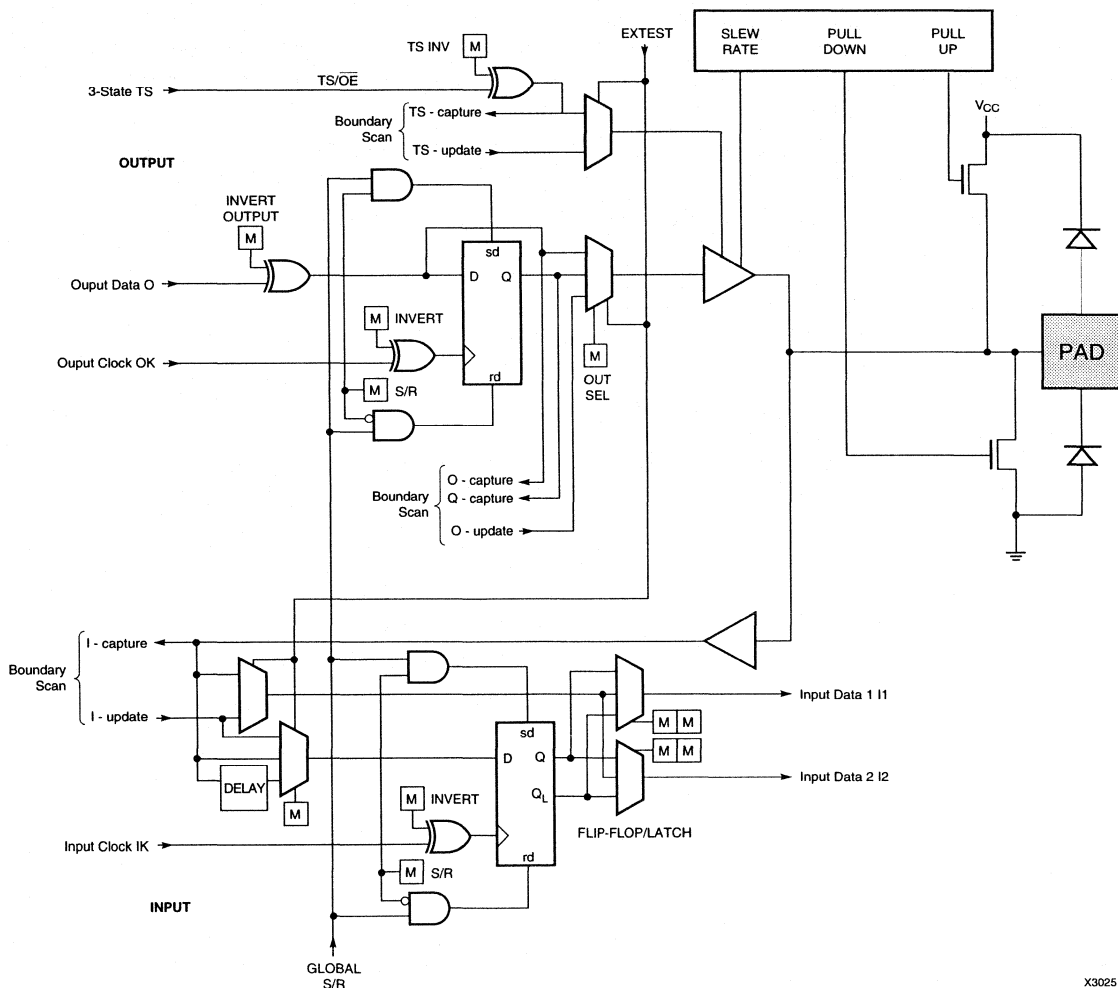 EXTEST
SLEW
RATE
PULL
DOWN
PULL
UP
TS INV
M
3-State TS
TS/OE
VCC
Boundary
Scan
TS - capture
TS - update
OUTPUT
INVERT
OUTPUT
M
sd
D
Q
Ouput Data O
M
INVERT
Ouput Clock OK
PAD
M
OUT
SEL
rd
M
S/R
Boundary
Scan
O - capture
Q - capture
O - update
Boundary
Scan
I - capture
I - update
Input Data 1 I1
M M
M M
sd
D
Q
QL
Input Data 2 I2
DELAY
M
M
INVERT
FLIP-FLOP/LATCH
Input Clock IK
rd
M
S/R
INPUT
GLOBAL
S/R
X3025